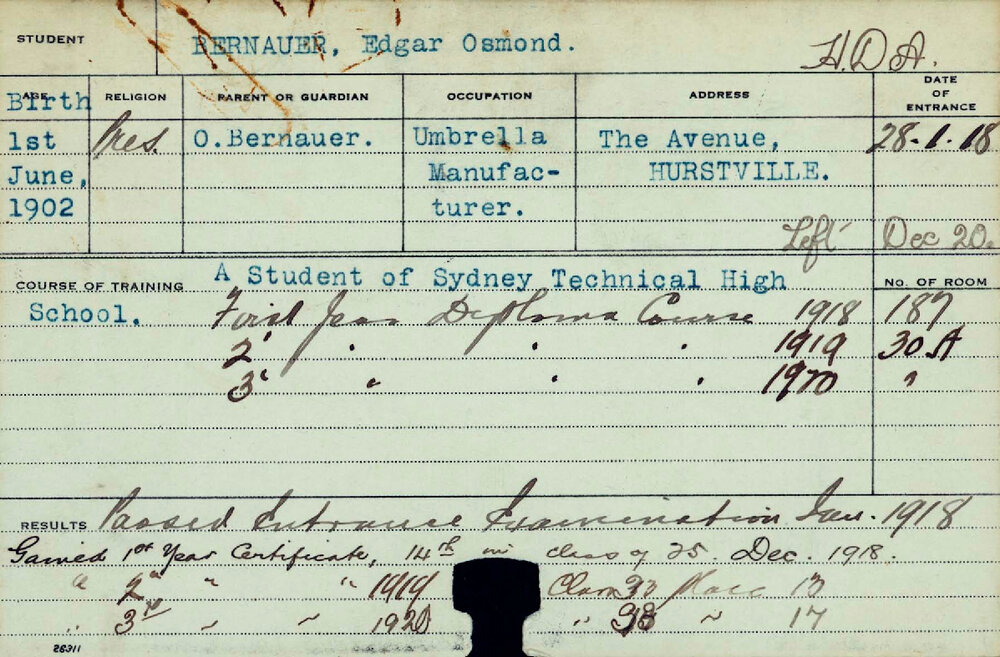 STUDENT BERNAUER, Edgar Osmond. H.D.A.
AGE Birth RELIGION PARENT OR GUARDIAN OCCUPATION ADDRESS DATE OF ENTRANCE
1st Pres. O.Bernauer. Umbrella The Avenue, 28.1.18
June, Manufac- HURSTVILLE.
1902 turer.
Left Dec 20.
COURSE OF TRAINING A Student of Sydney Technical High No. OF ROOM
School. First Year Diploma Course 1918 187
2' " " " 1919 30A
3' " " " 1920 "
RESULTS Passed Entrance Examination Jan. 1918
Gained 1st Year Certificate, 14th in class of 25. Dec. 1918.
" 2nd " " 1919 Class Place 13
" 3rd " " 1920 " 38 " 17
26311